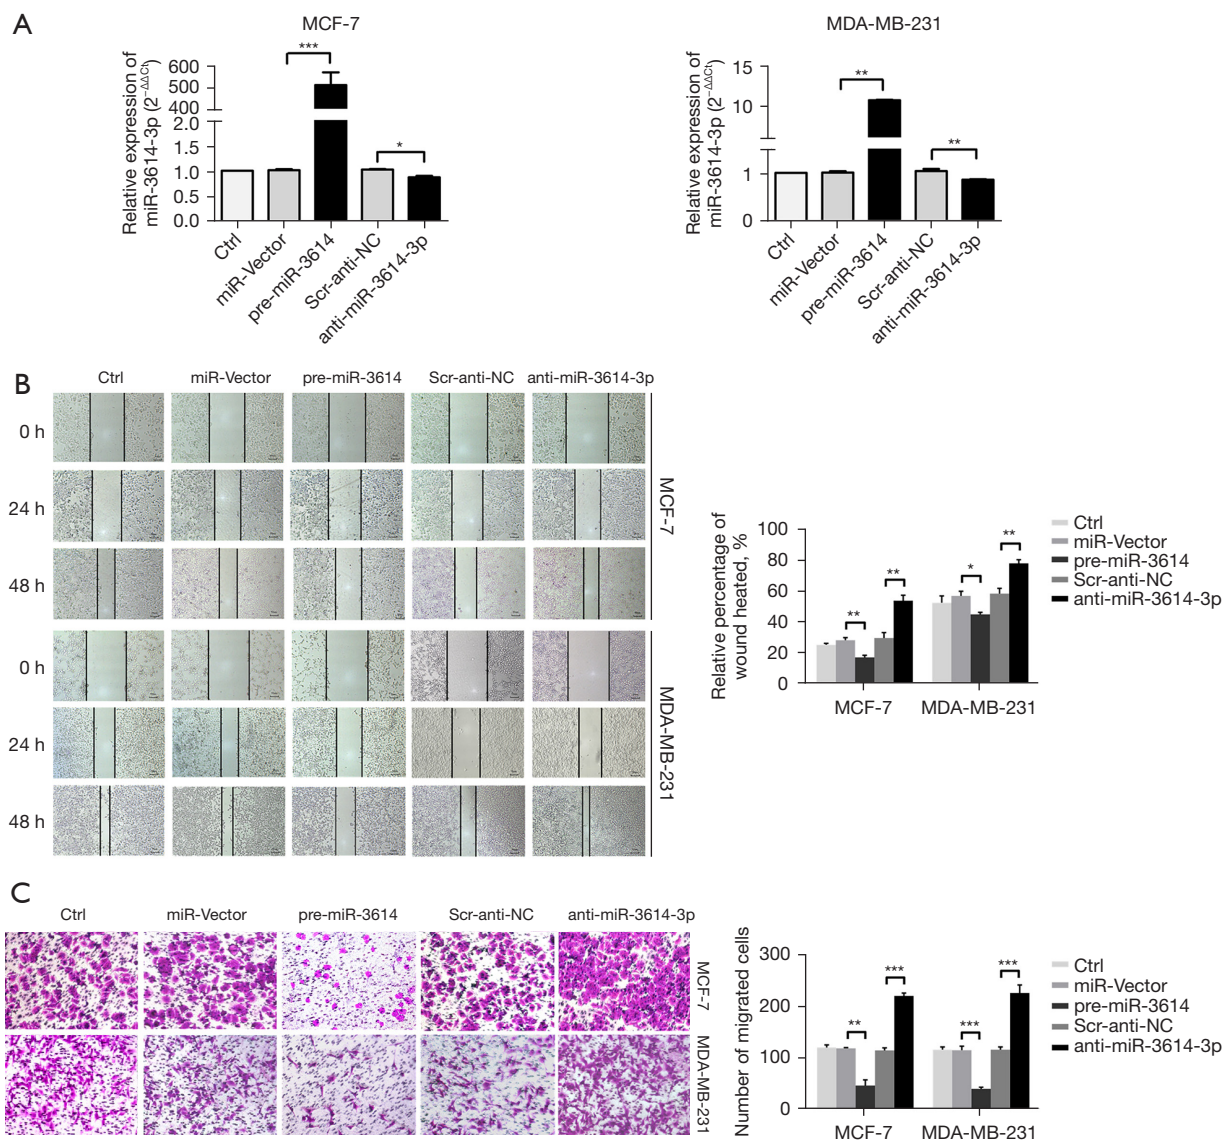 A
MCF-7
Relative expression of
miR-3614-3p (2^−ΔΔCt)
600
500
400
2.0
1.5
1.0
0.5
0.0
***
*
Ctrl
miR-Vector
pre-miR-3614
Scr-anti-NC
anti-miR-3614-3p
MDA-MB-231
Relative expression of
miR-3614-3p (2^−ΔΔCt)
15
10
1
0
**
**
Ctrl
miR-Vector
pre-miR-3614
Scr-anti-NC
anti-miR-3614-3p
B
Ctrl miR-Vector pre-miR-3614 Scr-anti-NC anti-miR-3614-3p
0 h
24 h
48 h
MCF-7
0 h
24 h
48 h
MDA-MB-231
Relative percentage of
wound heated, %
100
80
60
40
20
0
**
**
*
**
MCF-7 MDA-MB-231
Ctrl
miR-Vector
pre-miR-3614
Scr-anti-NC
anti-miR-3614-3p
C
Ctrl miR-Vector pre-miR-3614 Scr-anti-NC anti-miR-3614-3p
MCF-7
MDA-MB-231
Number of migrated cells
300
200
100
0
**
***
***
***
MCF-7 MDA-MB-231
Ctrl
miR-Vector
pre-miR-3614
Scr-anti-NC
anti-miR-3614-3p